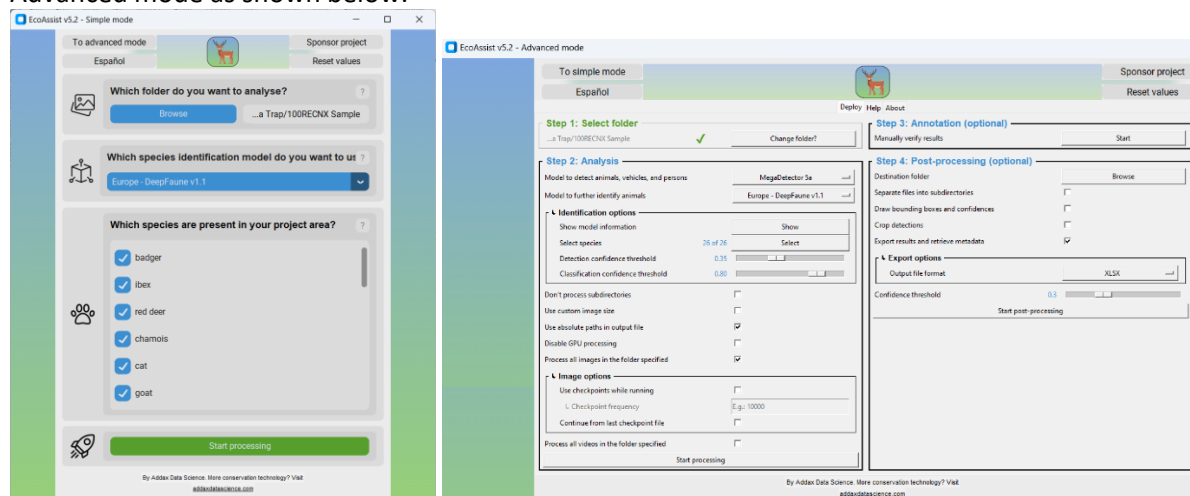 Advanced mode as shown below.
EcoAssist v5.2 - Simple mode
To advanced mode
Sponsor project
Español
Reset values
Which folder do you want to analyse?
?
Browse
...a Trap/100RECNX Sample
Which species identification model do you want to us
?
Europe - DeepFaune v1.1
Which species are present in your project area?
?
badger
ibex
red deer
chamois
cat
goat
Start processing
By Addax Data Science. More conservation technology? Visit
addaxdatascience.com
EcoAssist v5.2 - Advanced mode
To simple mode
Sponsor project
Español
Reset values
Deploy Help About
Step 1: Select folder
...a Trap/100RECNX Sample
Change folder?
Step 2: Analysis
Model to detect animals, vehicles, and persons
MegaDetector 5a
Model to further identify animals
Europe - DeepFaune v1.1
↳ Identification options
Show model information
Show
Select species
26 of 26
Select
Detection confidence threshold
0.35
Classification confidence threshold
0.80
Don't process subdirectories
Use custom image size
Use absolute paths in output file
Disable GPU processing
Process all images in the folder specified
↳ Image options
Use checkpoints while running
↳ Checkpoint frequency
E.g.: 10000
Continue from last checkpoint file
Process all videos in the folder specified
Start processing
Step 3: Annotation (optional)
Manually verify results
Start
Step 4: Post-processing (optional)
Destination folder
Browse
Separate files into subdirectories
Draw bounding boxes and confidences
Crop detections
Export results and retrieve metadata
↳ Export options
Output file format
XLSX
Confidence threshold
0.3
Start post-processing
By Addax Data Science. More conservation technology? Visit
addaxdatascience.com